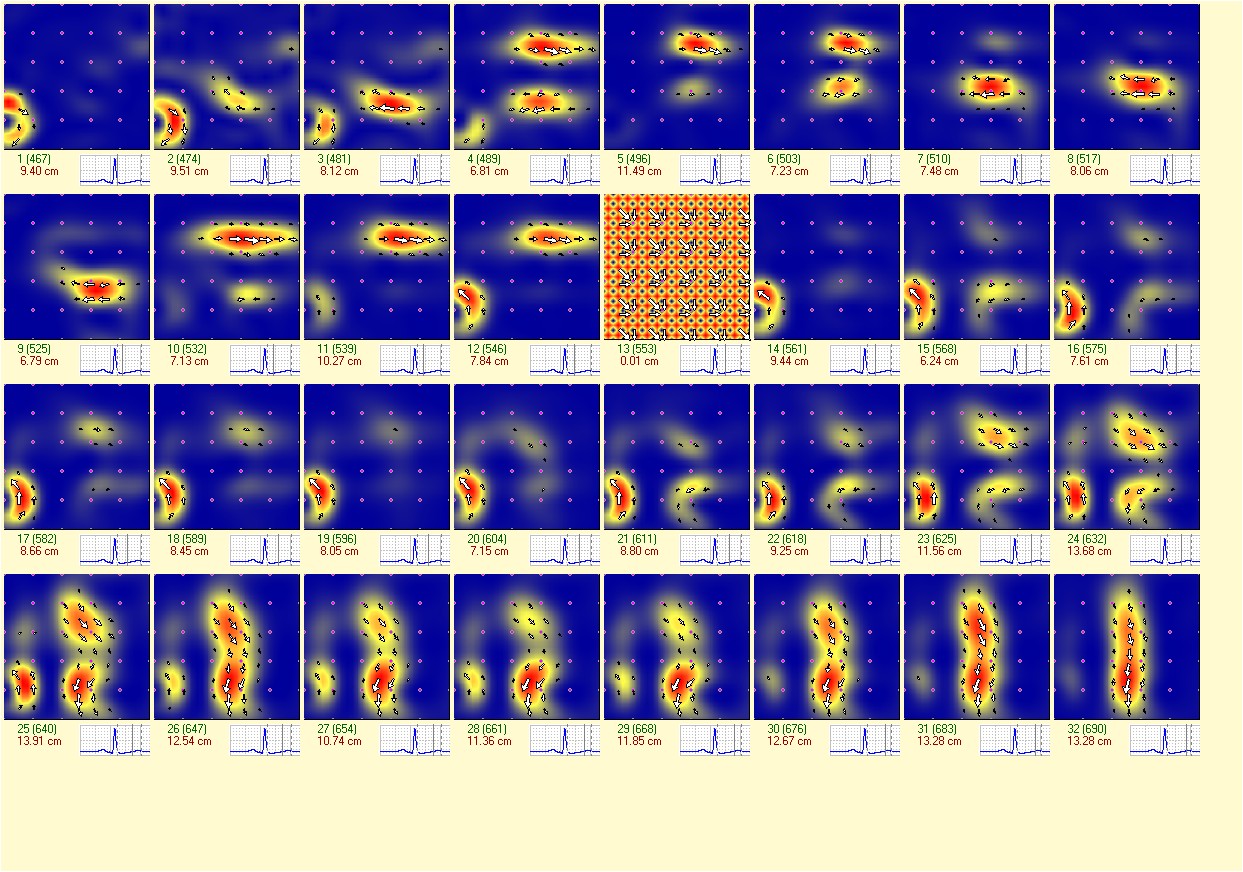 1 (467)
9.40 cm
2 (474)
9.51 cm
3 (481)
8.12 cm
4 (489)
6.81 cm
5 (496)
11.49 cm
6 (503)
7.23 cm
7 (510)
7.48 cm
8 (517)
8.06 cm
9 (525)
6.79 cm
10 (532)
7.13 cm
11 (539)
10.27 cm
12 (546)
7.84 cm
13 (553)
0.01 cm
14 (561)
9.44 cm
15 (568)
6.24 cm
16 (575)
7.61 cm
17 (582)
8.66 cm
18 (589)
8.45 cm
19 (596)
8.05 cm
20 (604)
7.15 cm
21 (611)
8.80 cm
22 (618)
9.25 cm
23 (625)
11.56 cm
24 (632)
13.68 cm
25 (640)
13.91 cm
26 (647)
12.54 cm
27 (654)
10.74 cm
28 (661)
11.36 cm
29 (668)
11.85 cm
30 (676)
12.67 cm
31 (683)
13.28 cm
32 (690)
13.28 cm